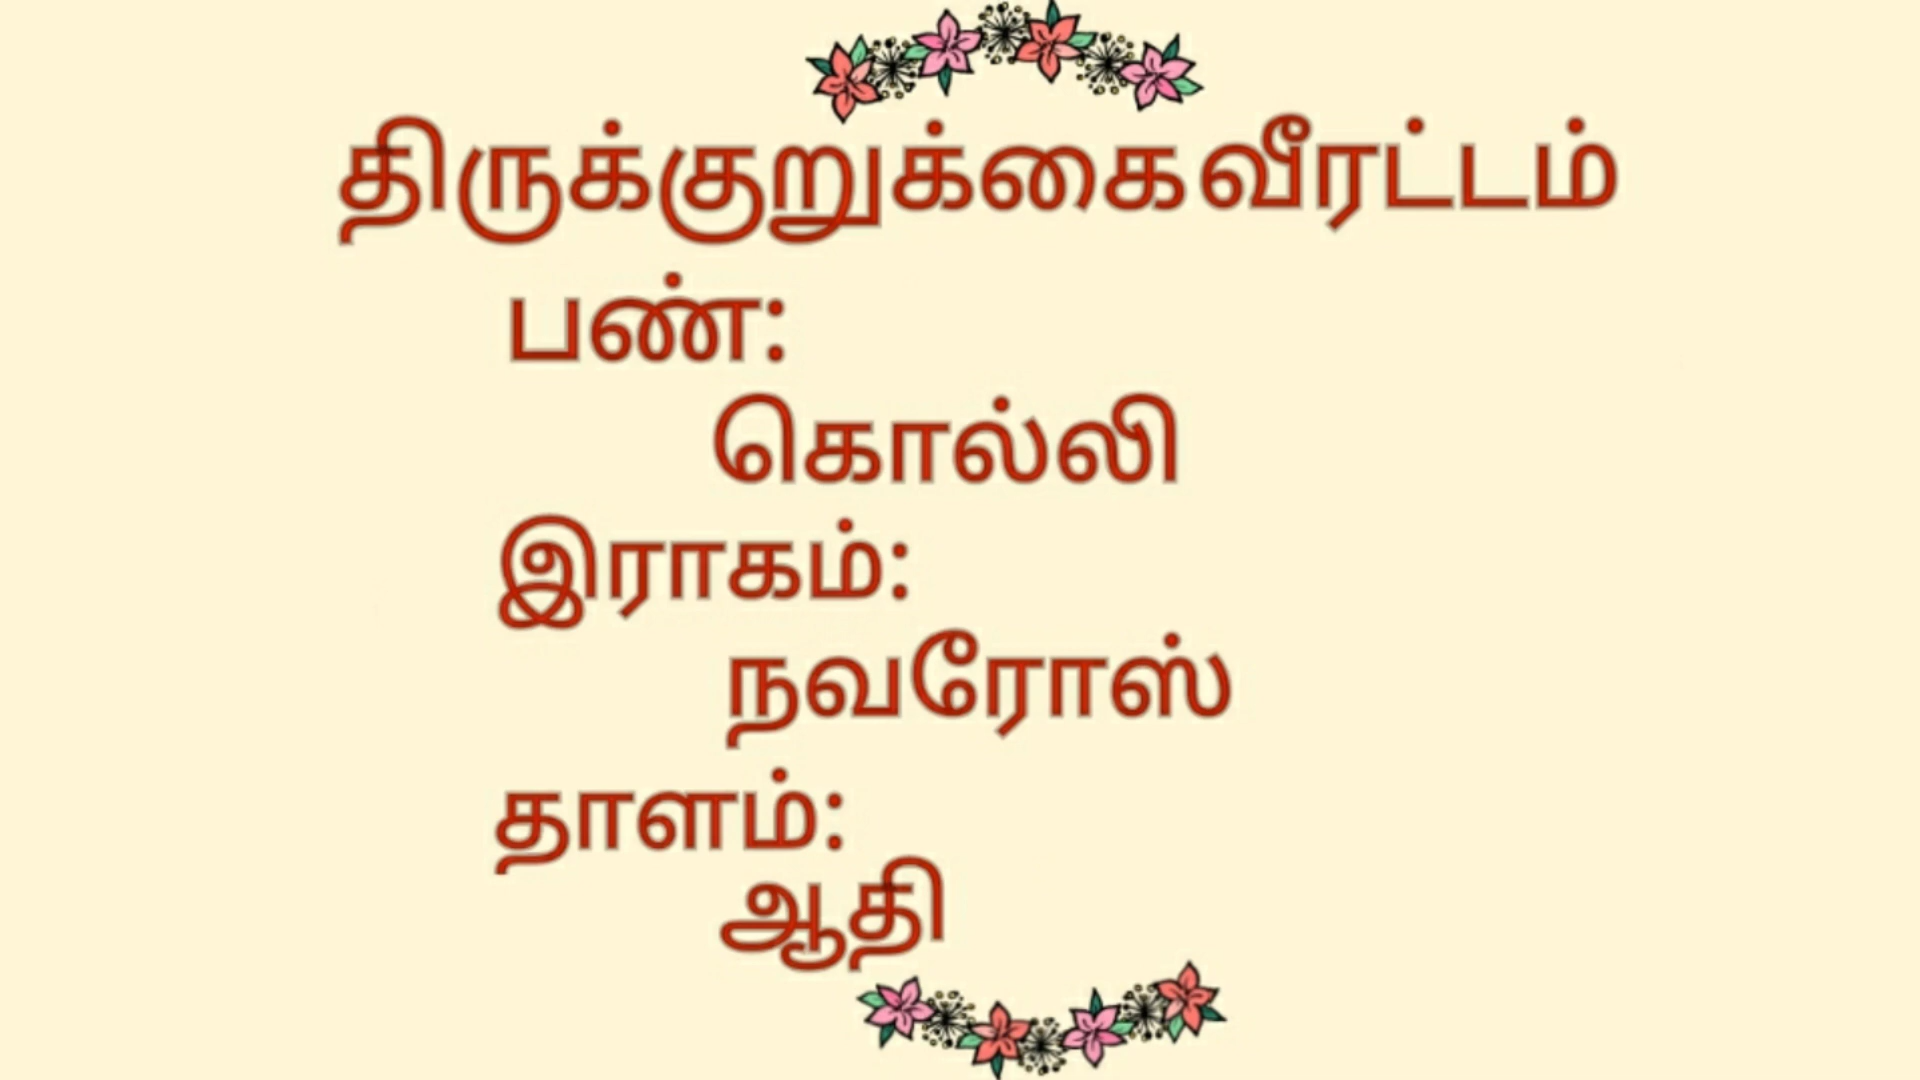 திருக்குறுக்கைவீரட்டம்
பண்:
கொல்லி
இராகம்:
நவரோஸ்
தாளம்:
ஆதி